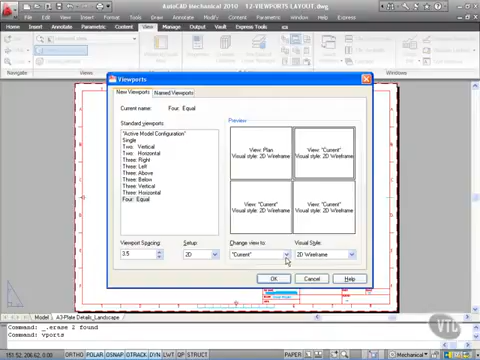 AutoCAD Mechanical 2010   12-VIEWPORTS LAYOUT.dwg
Home Insert Annotate Parametric View Manage Output Express Tools
Viewports
New Viewports Named Viewports
Current name: Four: Equal
Standard viewports:
Preview
*Active Model Configuration*
Single
Two: Vertical
Two: Horizontal
Three: Right
Three: Left
Three: Above
Three: Below
Three: Vertical
Three: Horizontal
Four: Equal
View: Plan
Visual style: 2D Wireframe
View: *Current*
Visual style: 2D Wireframe
View: *Current*
Visual style: 2D Wireframe
View: *Current*
Visual style: 2D Wireframe
Viewport Spacing: Setup: Change view to: Visual Style:
3.5 2D *Current* 2D Wireframe
OK Cancel Help
Model A3-Plate Details_Landscape
Command: _.erase 2 found
Command: vports
ORTHO POLAR OSNAP OTRACK DYN LWT QP STRUCT PAPER Mechanical
VTC